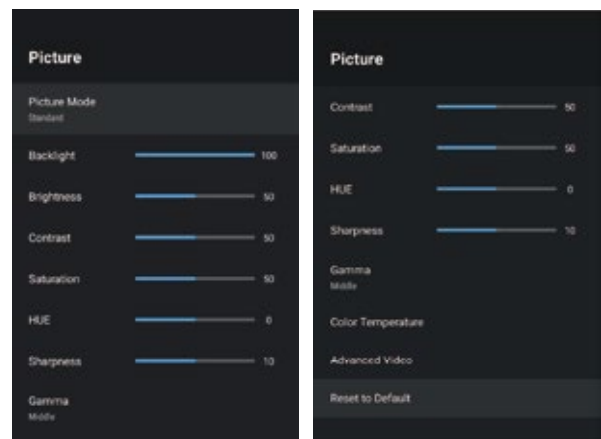 Picture
Picture Mode
Standard
Backlight 100
Brightness 50
Contrast 50
Saturation 50
HUE 0
Sharpness 10
Gamma
Middle
Picture
Contrast 50
Saturation 50
HUE 0
Sharpness 10
Gamma
Middle
Color Temperature
Advanced Video
Reset to Default